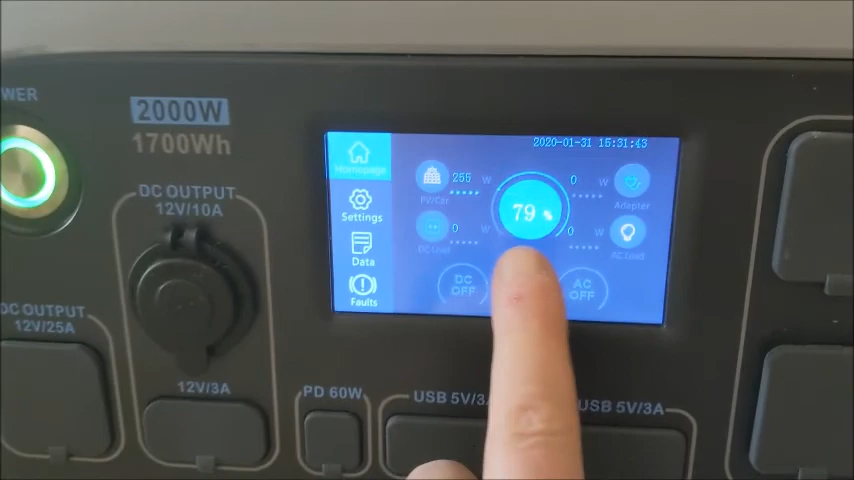 WER
2000W
1700Wh
DC OUTPUT
12V/10A
DC OUTPUT
12V/25A
12V/3A
PD 60W
USB 5V/3A
USB 5V/3A
2020-01-31 15:31:43
Homepage
Settings
Data
Faults
255 W
PV/Car
0 W
DC Load
79 %
0 W
Adapter
0 W
AC Load
DC
OFF
AC
OFF